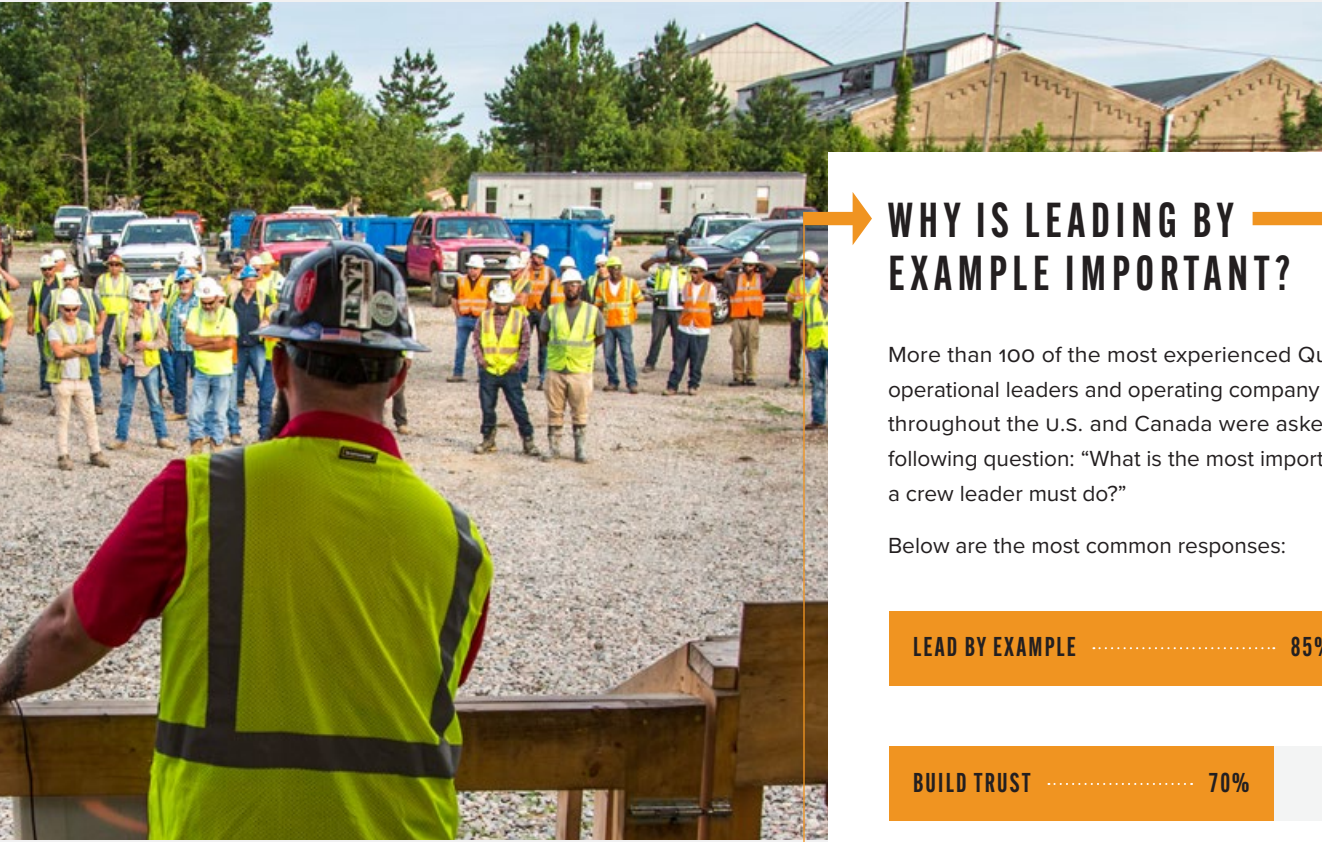 WHY IS LEADING BY
EXAMPLE IMPORTANT?
More than 100 of the most experienced
operational leaders and operating company
throughout the U.S. and Canada were
following question: “What is the most
a crew leader must do?”
Below are the most common responses:
LEAD BY EXAMPLE 85%
BUILD TRUST 70%